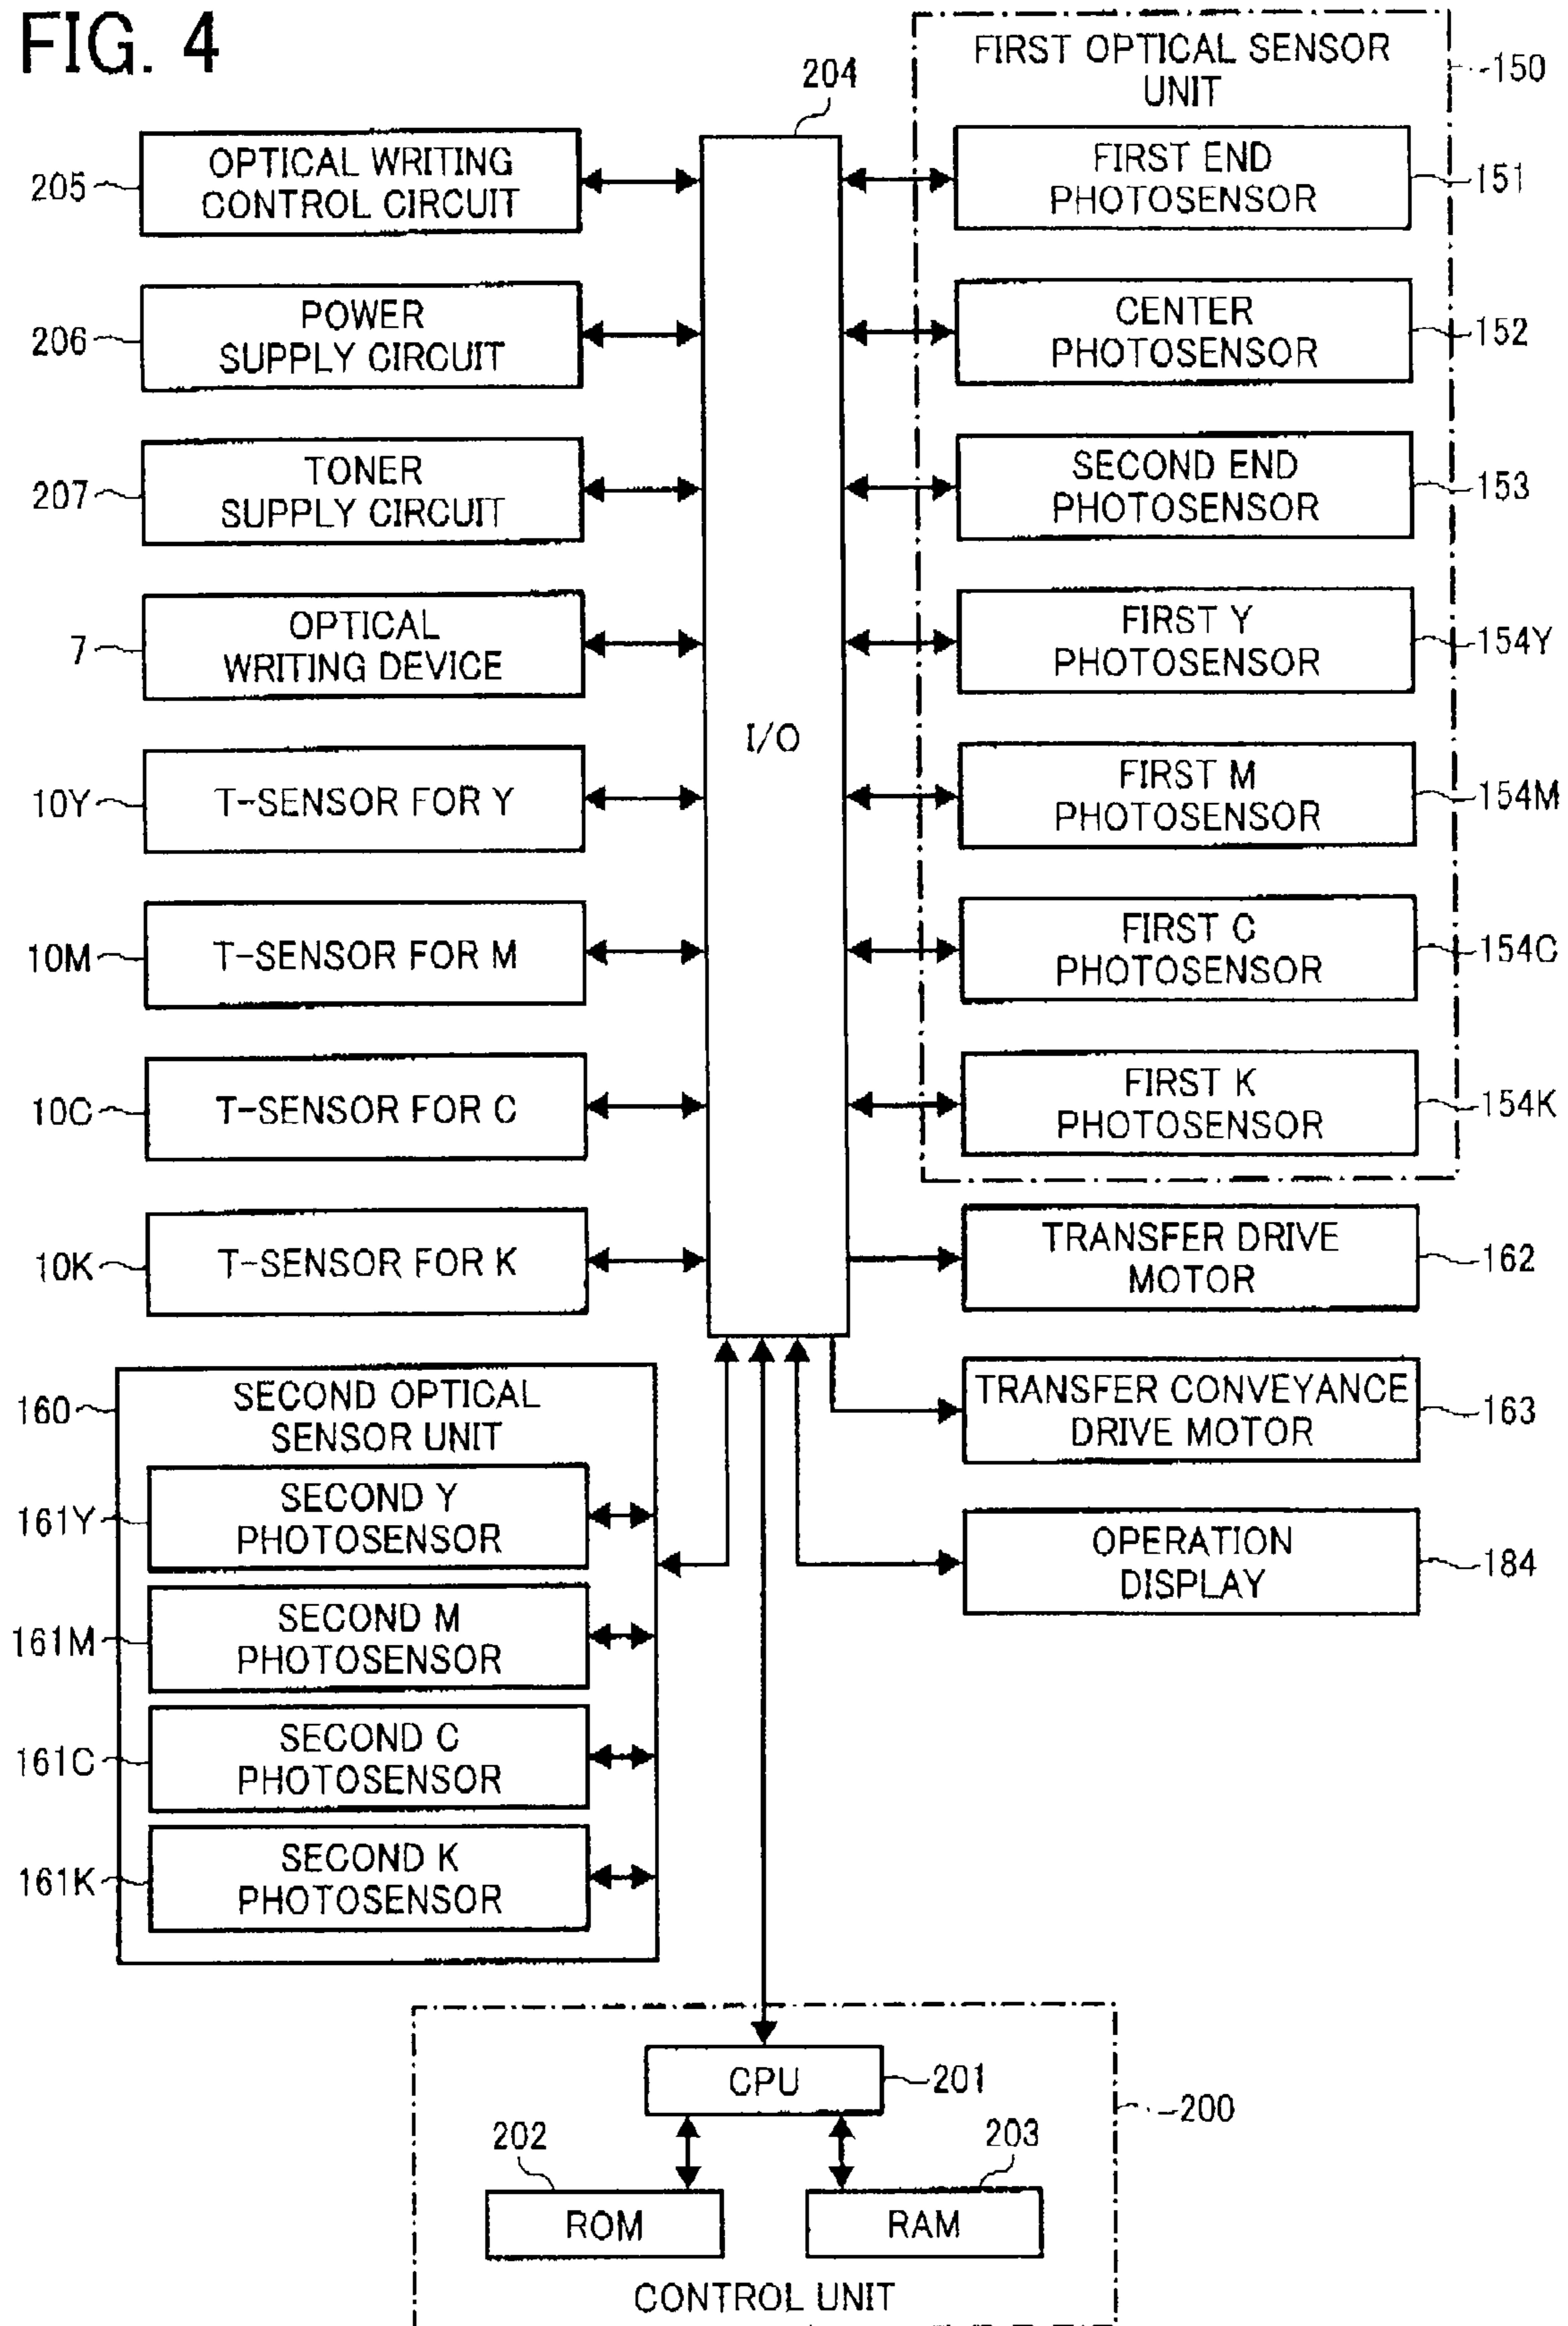 FIG. 4
204
FIRST OPTICAL SENSOR
UNIT
150
205
OPTICAL WRITING
CONTROL CIRCUIT
FIRST END
PHOTOSENSOR
151
206
POWER
SUPPLY CIRCUIT
CENTER
PHOTOSENSOR
152
207
TONER
SUPPLY CIRCUIT
SECOND END
PHOTOSENSOR
153
7
OPTICAL
WRITING DEVICE
FIRST Y
PHOTOSENSOR
154Y
I/O
10Y
T-SENSOR FOR Y
FIRST M
PHOTOSENSOR
154M
10M
T-SENSOR FOR M
FIRST C
PHOTOSENSOR
154C
10C
T-SENSOR FOR C
FIRST K
PHOTOSENSOR
154K
10K
T-SENSOR FOR K
TRANSFER DRIVE
MOTOR
162
160
SECOND OPTICAL
SENSOR UNIT
TRANSFER CONVEYANCE
DRIVE MOTOR
163
161Y
SECOND Y
PHOTOSENSOR
OPERATION
DISPLAY
184
161M
SECOND M
PHOTOSENSOR
161C
SECOND C
PHOTOSENSOR
161K
SECOND K
PHOTOSENSOR
CPU
201
200
202
203
ROM
RAM
CONTROL UNIT